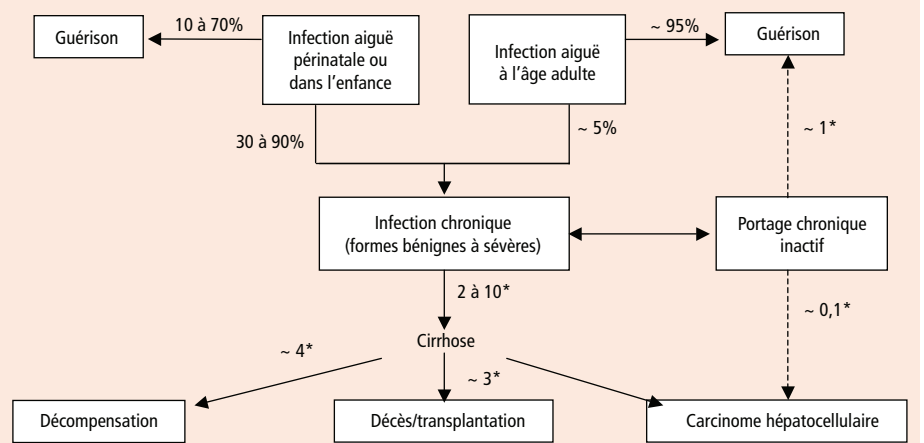 Guérison
10 à 70%
Infection aiguë
périnatale ou
dans l'enfance
Infection aiguë
à l'âge adulte
~ 95%
Guérison
30 à 90%
~ 5%
~ 1*
Infection chronique
(formes bénignes à sévères)
Portage chronique
inactif
2 à 10*
~ 0,1*
Cirrhose
~ 4*
~ 3*
Décompensation
Décès/transplantation
Carcinome hépatocellulaire